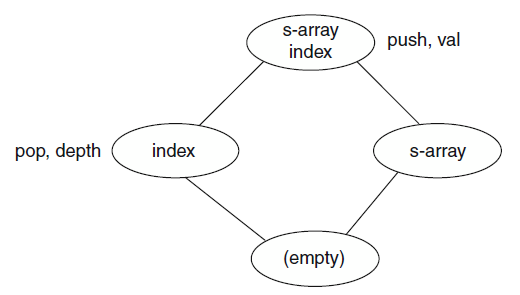 s-array
index
push, val
pop, depth
index
s-array
(empty)